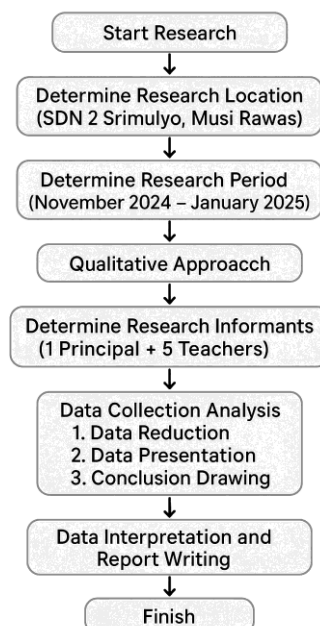 Start Research
Determine Research Location
(SDN 2 Srimulyo, Musi Rawas)
Determine Research Period
(November 2024 – January 2025)
Qualitative Approacch
Determine Research Informants
(1 Principal + 5 Teachers)
Data Collection Analysis
1. Data Reduction
2. Data Presentation
3. Conclusion Drawing
Data Interpretation and
Report Writing
Finish